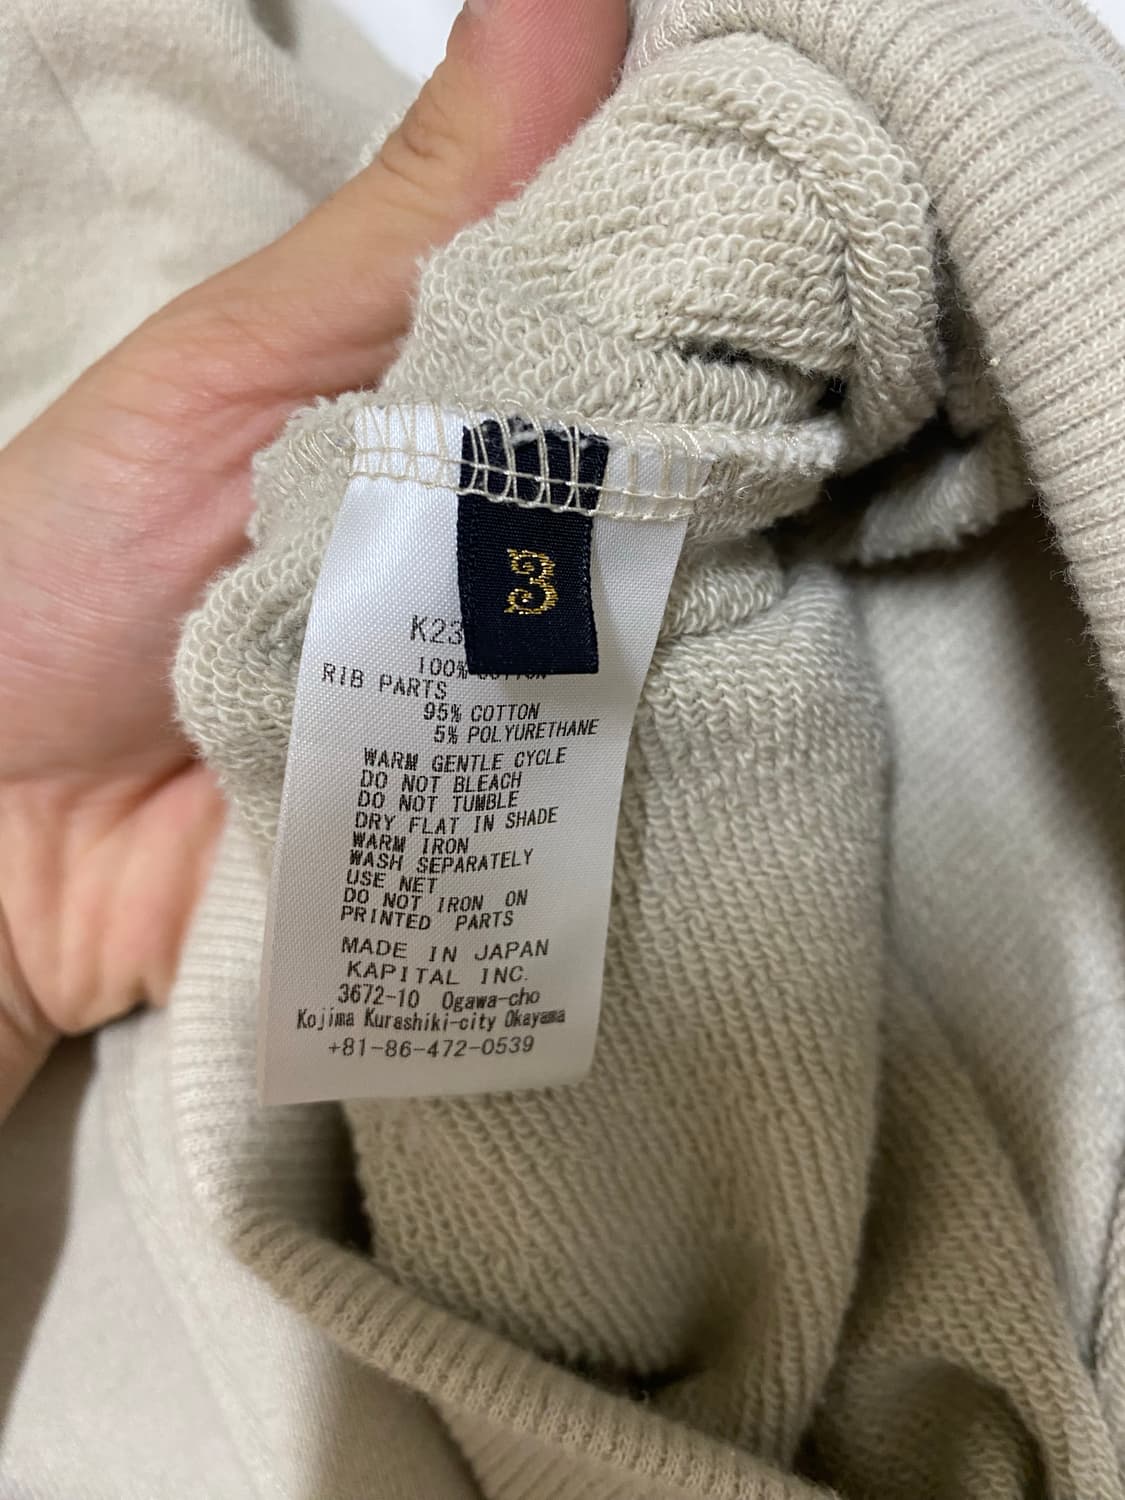 3
K23
100% COTTON
RIB PARTS
95% COTTON
5% POLYURETHANE
WARM GENTLE CYCLE
DO NOT BLEACH
DO NOT TUMBLE
DRY FLAT IN SHADE
WARM IRON
WASH SEPARATELY
USE NET
DO NOT IRON ON
PRINTED PARTS
MADE IN JAPAN
KAPITAL INC.
3672-10 Ogawa-cho
Kojima Kurashiki-city Okayama
+81-86-472-0539